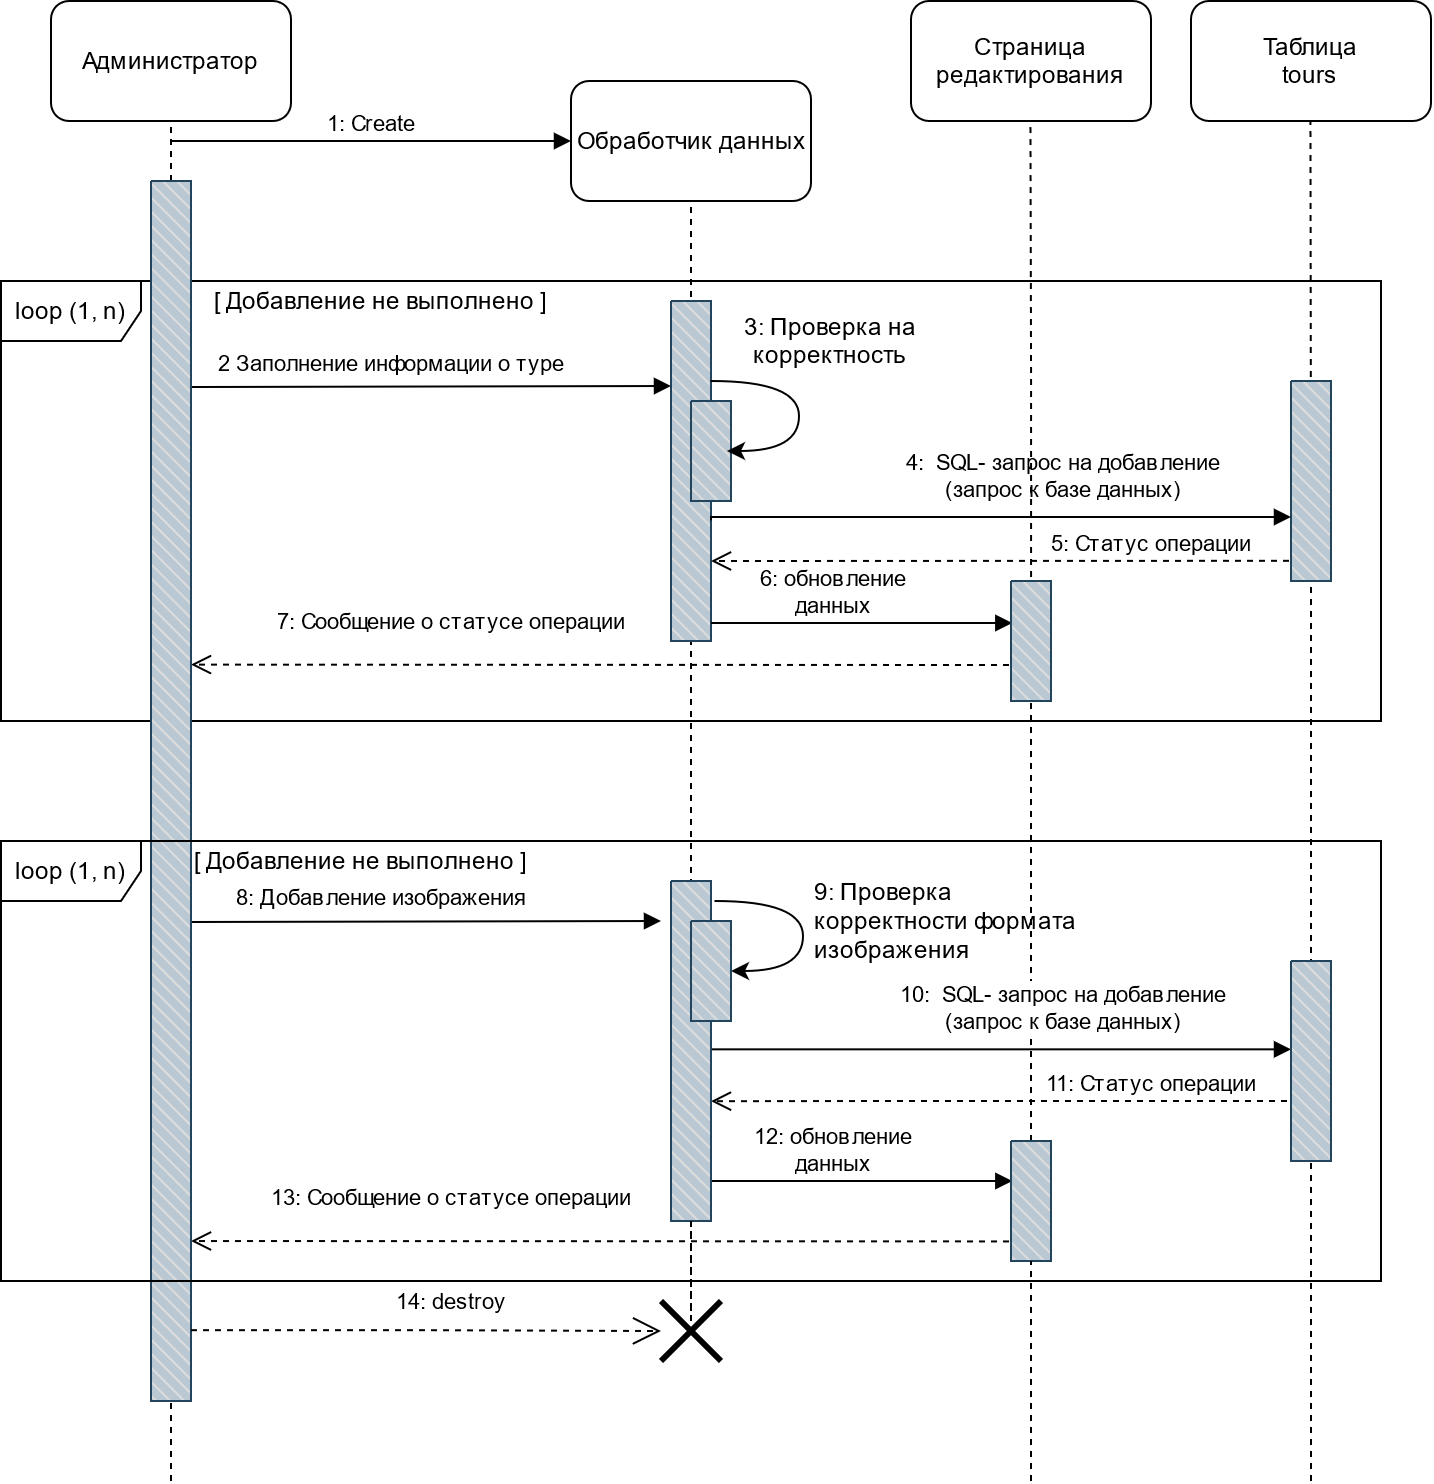 Администратор
Обработчик данных
Страница
редактирования
Таблица
tours
1: Create
loop (1, n)
[ Добавление не выполнено ]
2 Заполнение информации о туре
3: Проверка на
корректность
4: SQL- запрос на добавление
(запрос к базе данных)
5: Статус операции
6: обновление
данных
7: Сообщение о статусе операции
loop (1, n)
[ Добавление не выполнено ]
8: Добавление изображения
9: Проверка
корректности формата
изображения
10: SQL- запрос на добавление
(запрос к базе данных)
11: Статус операции
12: обновление
данных
13: Сообщение о статусе операции
14: destroy